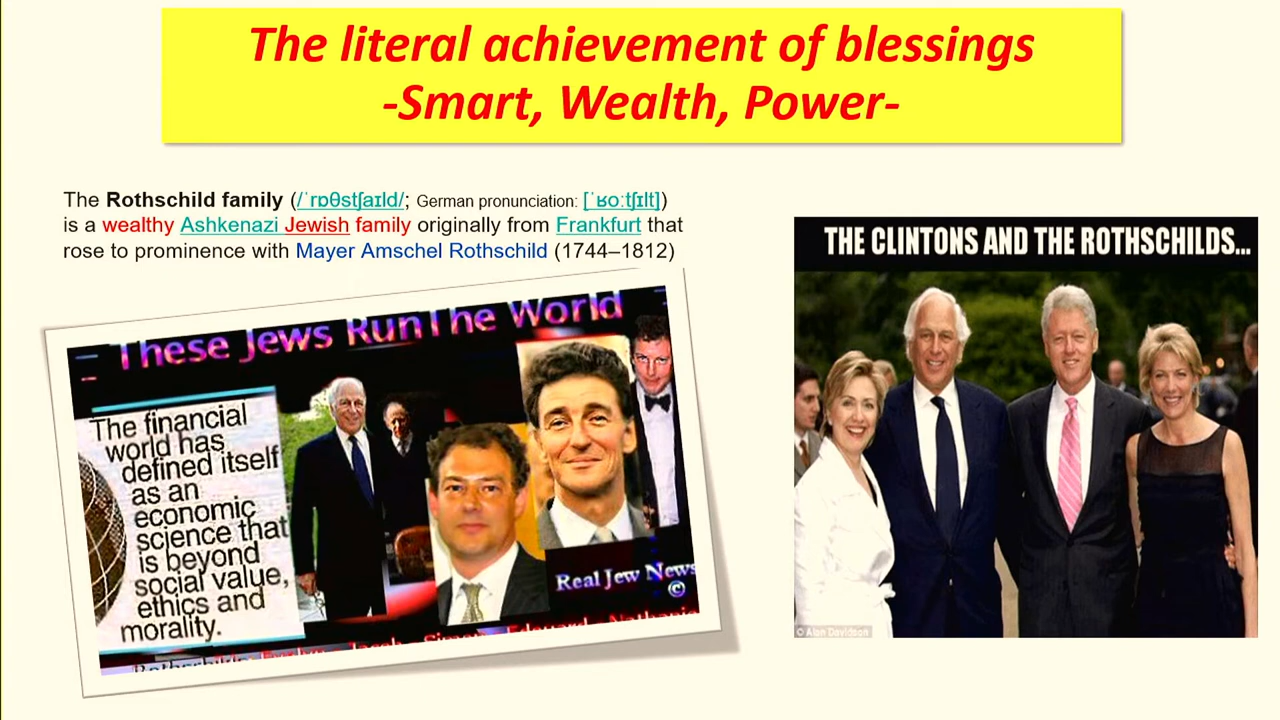 The literal achievement of blessings
-Smart, Wealth, Power-
The Rothschild family (/ˈrɒθstʃaɪld/; German pronunciation: [ˈʁoːtʃɪlt])
is a wealthy Ashkenazi Jewish family originally from Frankfurt that
rose to prominence with Mayer Amschel Rothschild (1744–1812)
These Jews Run The World
The financial
world has
defined itself
as an
economic
science that
is beyond
social value,
ethics and
morality.
Real Jew News
©
THE CLINTONS AND THE ROTHSCHILDS...
© Alan Davidson